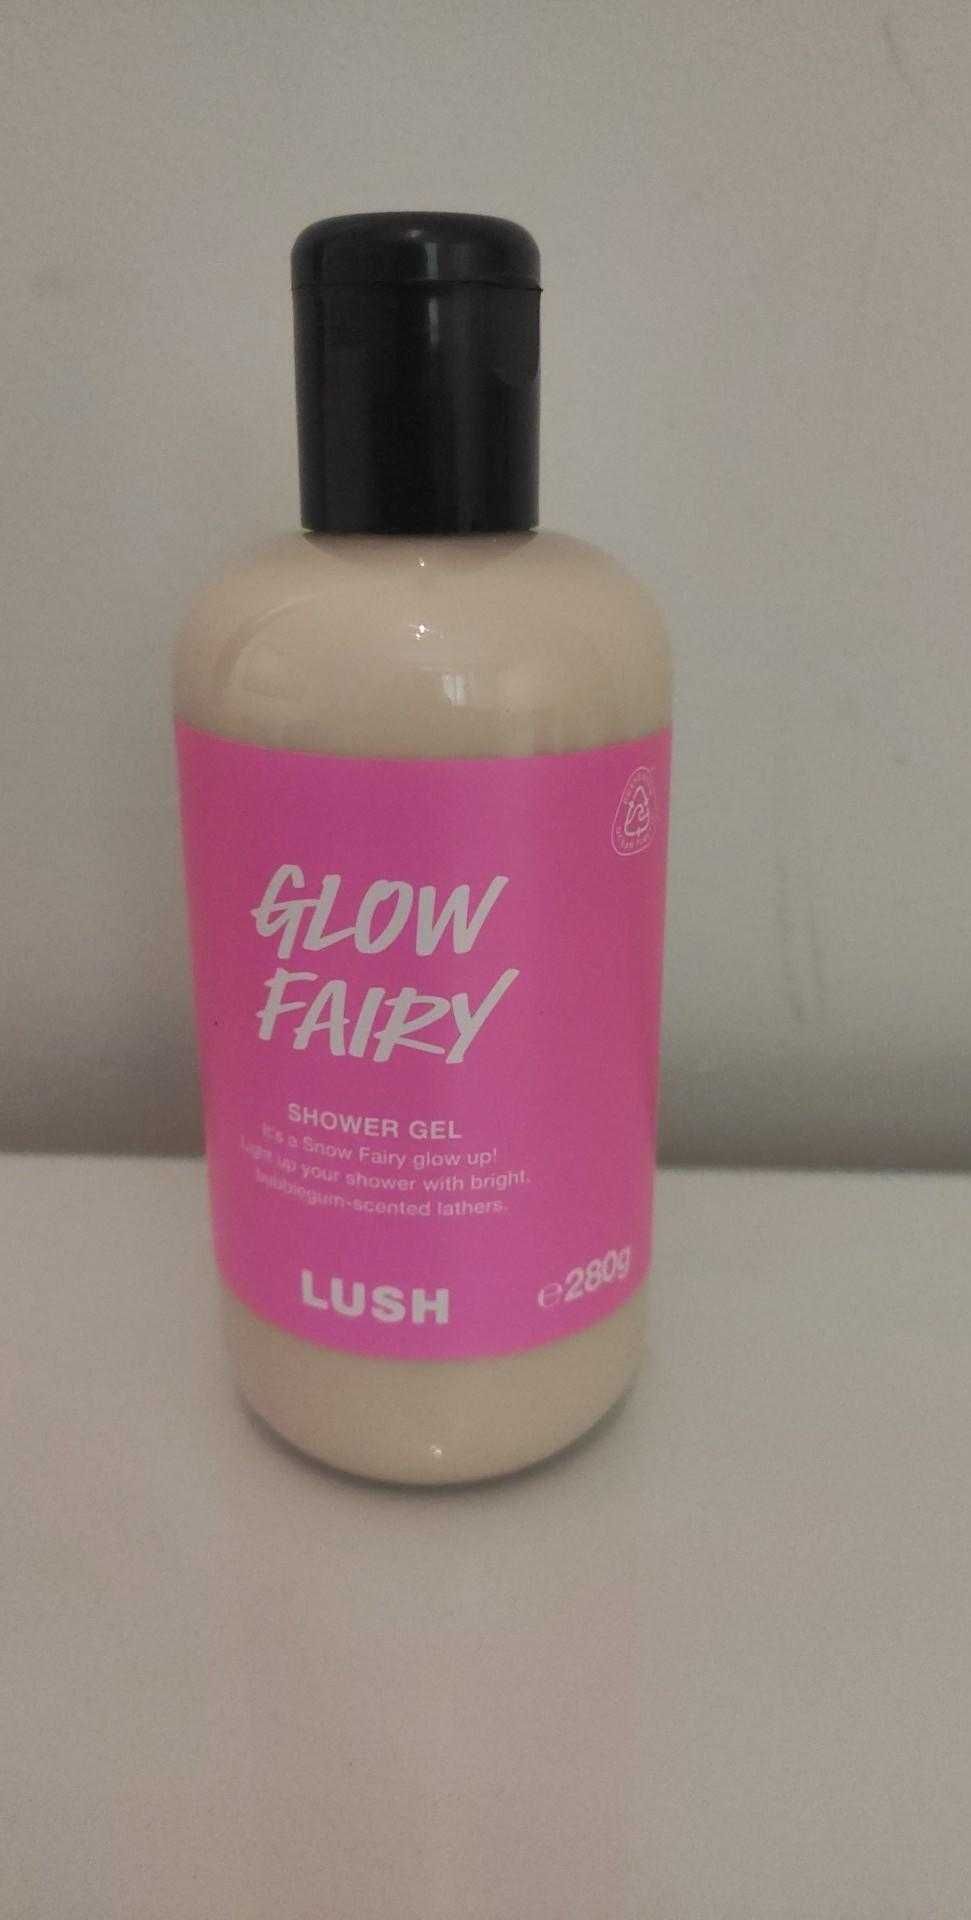 GLOW
FAIRY
SHOWER GEL
It's a Snow Fairy glow up!
Light up your shower with bright,
bubblegum-scented lathers.
LUSH
℮280g